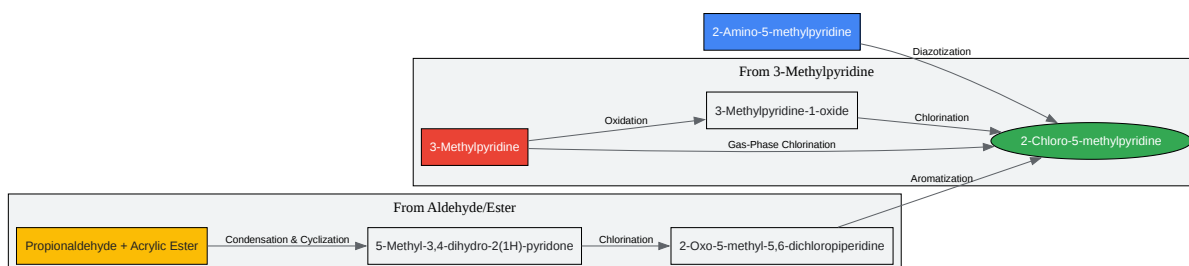 2-Amino-5-methylpyridine
Diazotization
From 3-Methylpyridine
3-Methylpyridine-1-oxide
Oxidation
Chlorination
3-Methylpyridine
Gas-Phase Chlorination
2-Chloro-5-methylpyridine
Aromatization
From Aldehyde/Ester
Propionaldehyde + Acrylic Ester
Condensation & Cyclization
5-Methyl-3,4-dihydro-2(1H)-pyridone
Chlorination
2-Oxo-5-methyl-5,6-dichloropiperidine